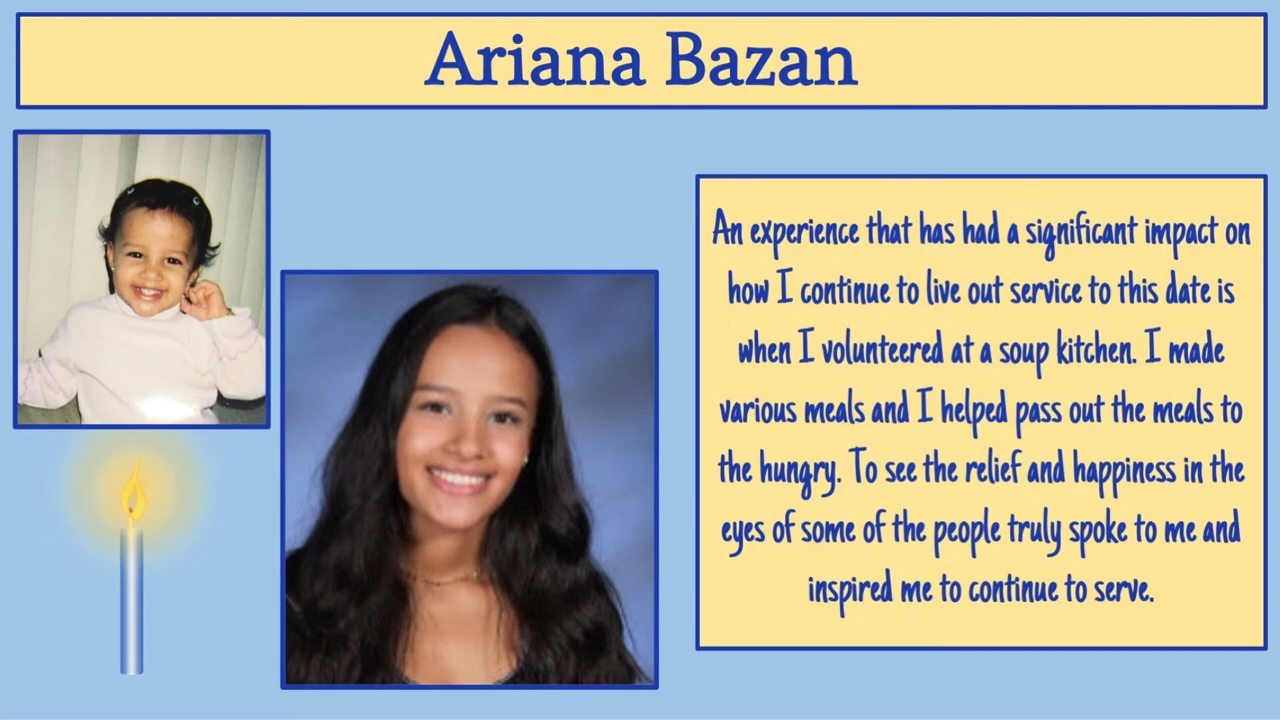 Ariana Bazan
An experience that has had a significant impact on
how I continue to live out service to this date is
when I volunteered at a soup kitchen. I made
various meals and I helped pass out the meals to
the hungry. To see the relief and happiness in the
eyes of some of the people truly spoke to me and
inspired me to continue to serve.